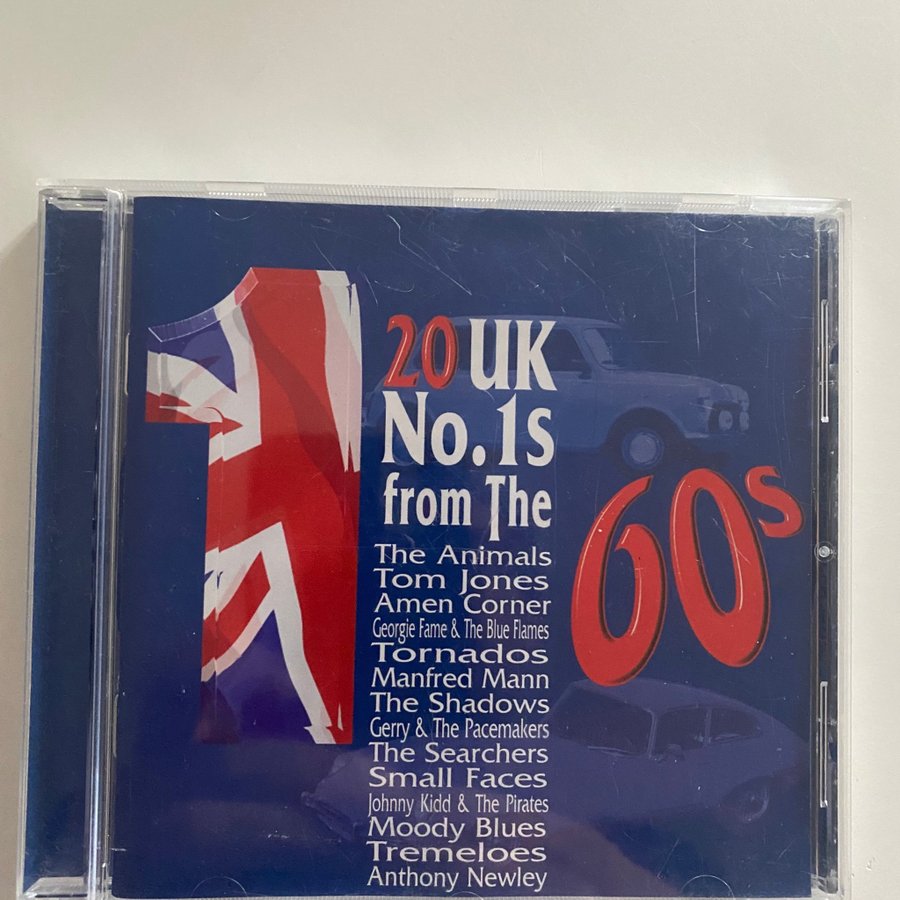 20 UK
No.1s
from The
60s
The Animals
Tom Jones
Amen Corner
Georgie Fame & The Blue Flames
Tornados
Manfred Mann
The Shadows
Gerry & The Pacemakers
The Searchers
Small Faces
Johnny Kidd & The Pirates
Moody Blues
Tremeloes
Anthony Newley